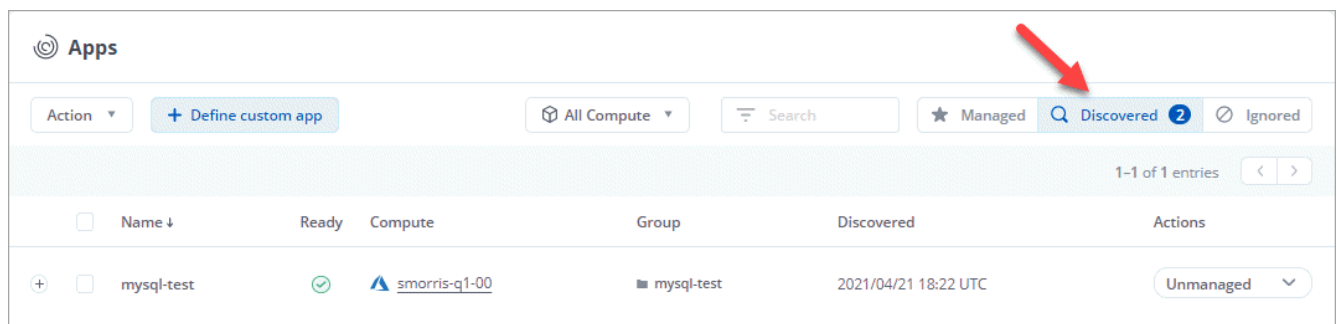 Apps
Action + Define custom app All Compute Search Managed Discovered 2 Ignored
1–1 of 1 entries
Name ↓ Ready Compute Group Discovered Actions
mysql-test smorris-q1-00 mysql-test 2021/04/21 18:22 UTC Unmanaged